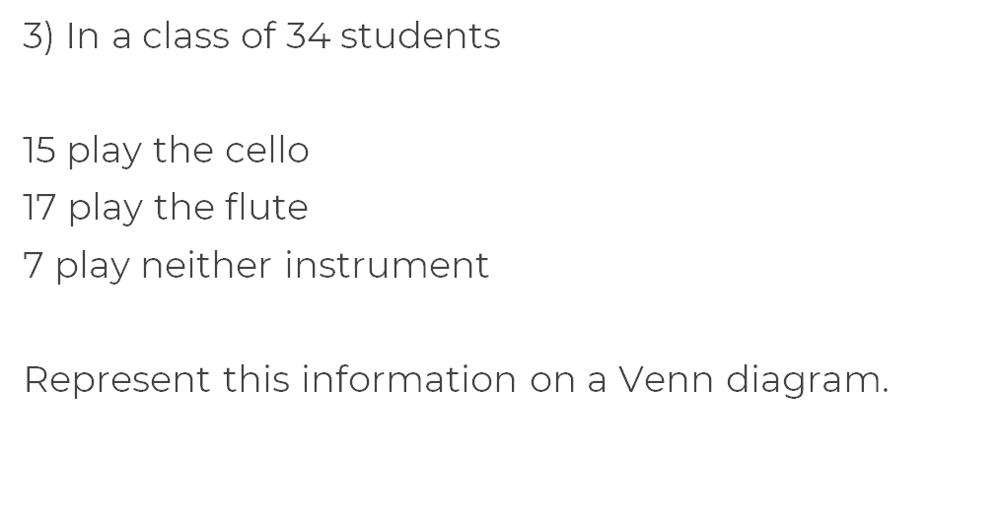 3) In a class of 34 students
15 play the cello
17 play the flute
7 play neither instrument
Represent this information on a Venn diagram.